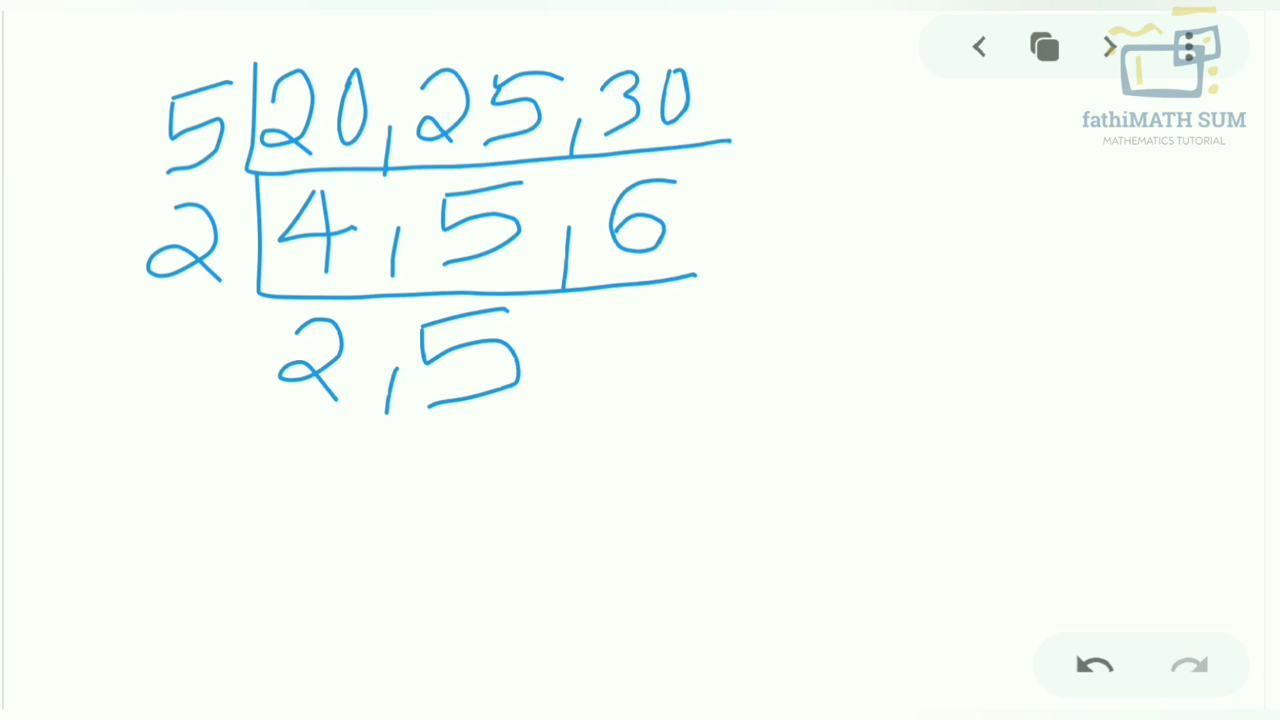 fathiMATH SUM
MATHEMATICS TUTORIAL
5 20, 25, 30
2 4, 5, 6
2, 5